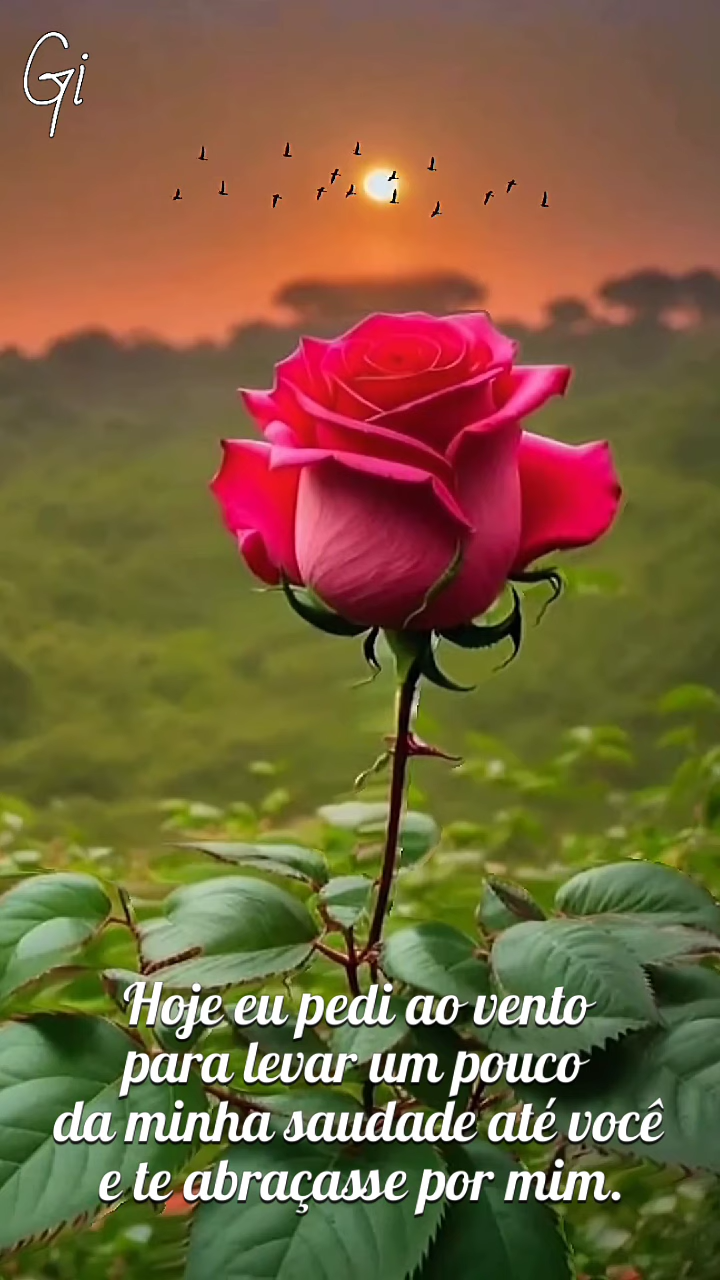 Gi
Hoje eu pedi ao vento
para levar um pouco
da minha saudade até você
e te abraçasse por mim.